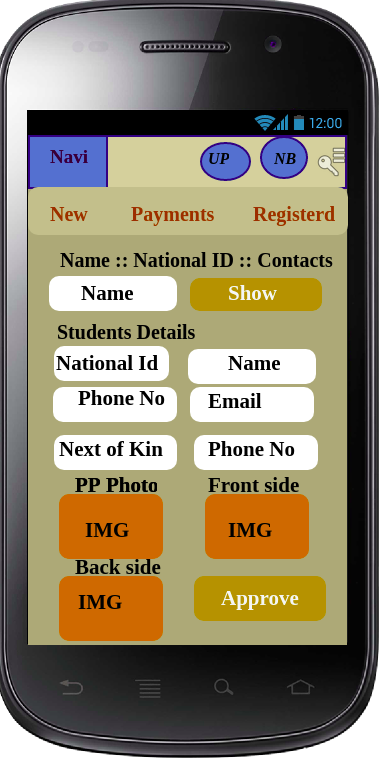 12:00
Navi UP NB
New Payments Registerd
Name :: National ID :: Contacts
Name Show
Students Details
National Id Name
Phone No Email
Next of Kin Phone No
PP Photo Front side
IMG IMG
Back side
IMG Approve